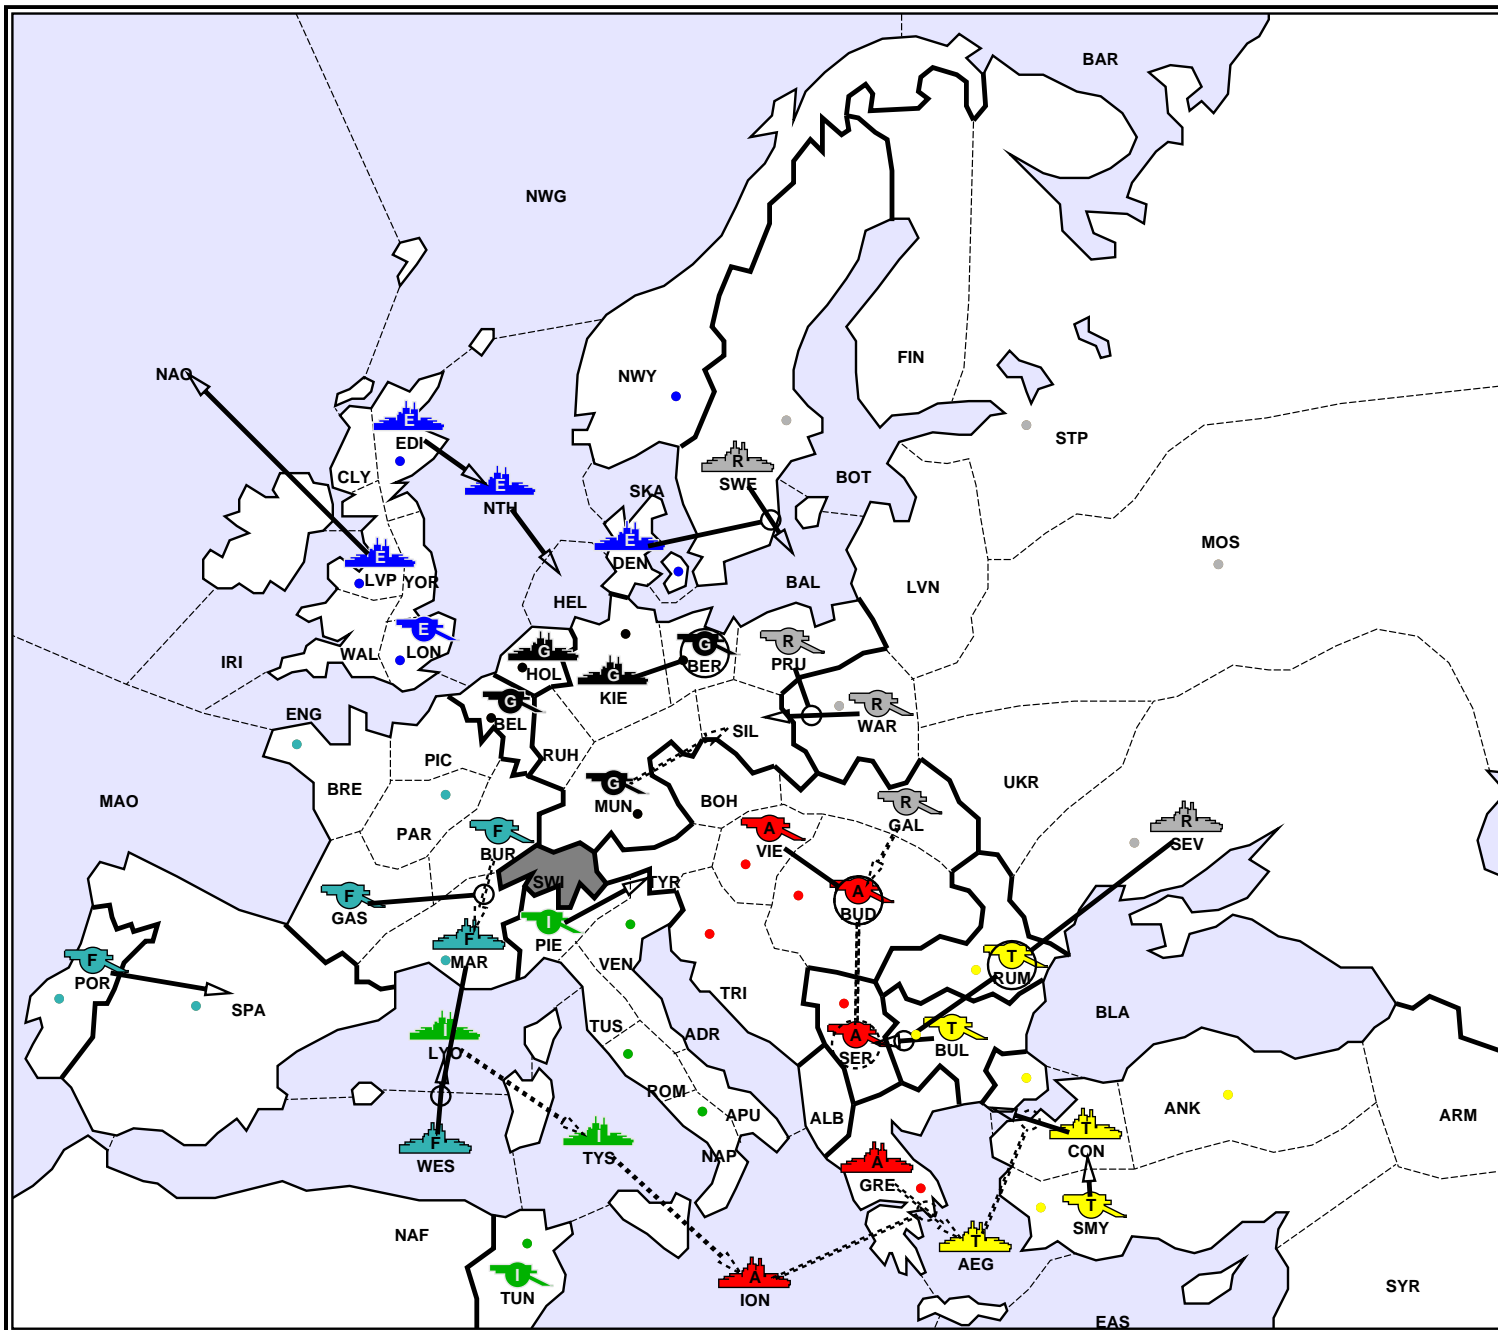 BAR
NWG
FIN
NAO
NWY
STP
E
EDI
CLY
E
NTH
SKA
R
SWE
BOT
MOS
E
LVP
YOR
E
DEN
BAL
LVN
HEL
E
LON
WAL
IRI
G
HOL
G
KIE
G
BER
R
PRU
R
WAR
ENG
G
BEL
RUH
SIL
PIC
BRE
MAO
PAR
G
MUN
BOH
UKR
R
GAL
R
SEV
F
BUR
A
VIE
SWI
TYR
A
BUD
F
GAS
I
PIE
F
MAR
VEN
F
POR
SPA
TRI
T
RUM
BLA
I
LYO
TUS
ADR
A
SER
T
BUL
ROM
APU
ALB
ANK
ARM
F
WES
I
TYS
NAP
A
GRE
T
CON
T
SMY
NAF
T
AEG
I
TUN
A
ION
SYR
EAS